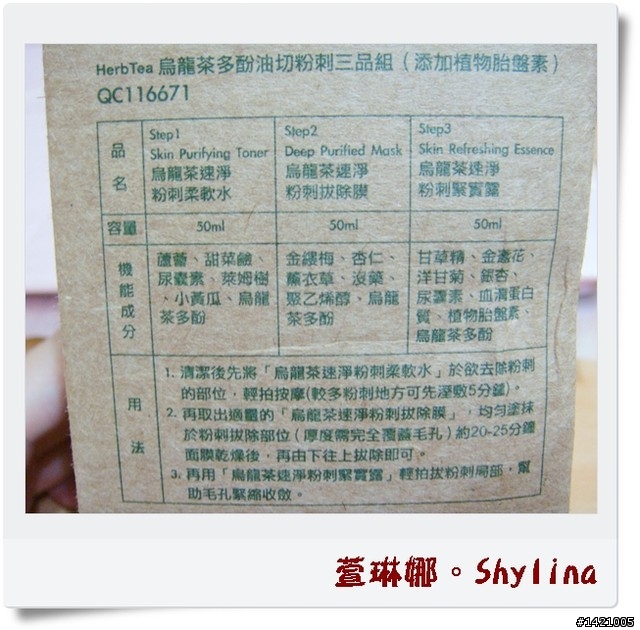 HerbTea 烏龍茶多酚油切粉刺三品組（添加植物胎盤素）
QC116671
品名
Step1
Skin Purifying Toner
烏龍茶速淨
粉刺柔軟水
Step2
Deep Purified Mask
烏龍茶速淨
粉刺拔除膜
Step3
Skin Refreshing Essence
烏龍茶速淨
粉刺緊實露
容量
50ml
50ml
50ml
機能成分
蘆薈、甜菜鹼、
尿囊素、萊姆樹
、小黃瓜、烏龍
茶多酚
金縷梅、杏仁、
薰衣草、沒藥、
聚乙烯醇、烏龍
茶多酚
甘草精、金盞花、
洋甘菊、銀杏、
尿囊素、血清蛋白
質、植物胎盤素、
烏龍茶多酚
用法
1. 清潔後先將「烏龍茶速淨粉刺柔軟水」於欲去除粉刺
的部位，輕拍按摩(較多粉刺地方可先溼敷5分鐘)。
2. 再取出適量的「烏龍茶速淨粉刺拔除膜」，均勻塗抹
於粉刺拔除部位（厚度需完全覆蓋毛孔）約20-25分鐘
面膜乾燥後，再由下往上拔除即可。
3. 再用「烏龍茶速淨粉刺緊實露」輕拍拔粉刺局部，幫
助毛孔緊縮收斂。
萱琳娜。Shylina
#1421005